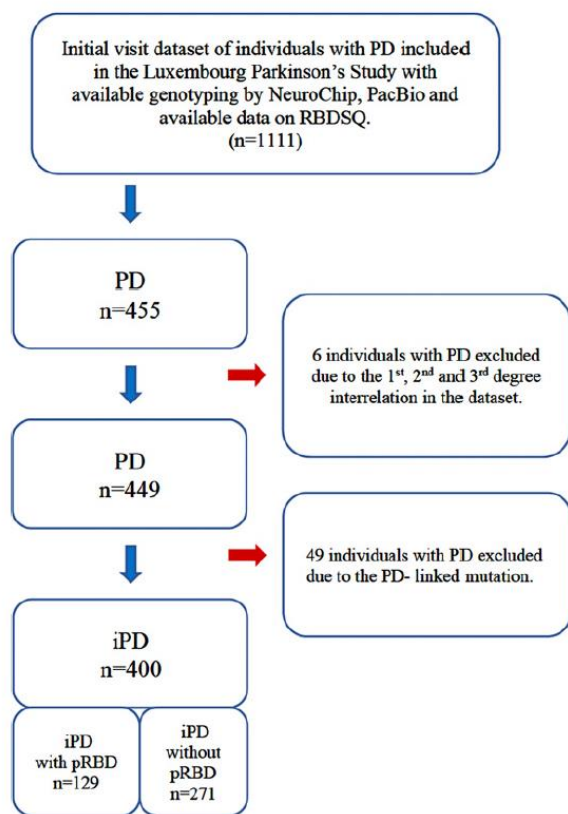 Initial visit dataset of individuals with PD included
in the Luxembourg Parkinson's Study with
available genotyping by NeuroChip, PacBio and
available data on RBDSQ.
(n=1111)
PD
n=455
6 individuals with PD excluded
due to the 1st, 2nd and 3rd degree
interrelation in the dataset.
PD
n=449
49 individuals with PD excluded
due to the PD- linked mutation.
iPD
n=400
iPD
with pRBD
n=129
iPD
without
pRBD
n=271